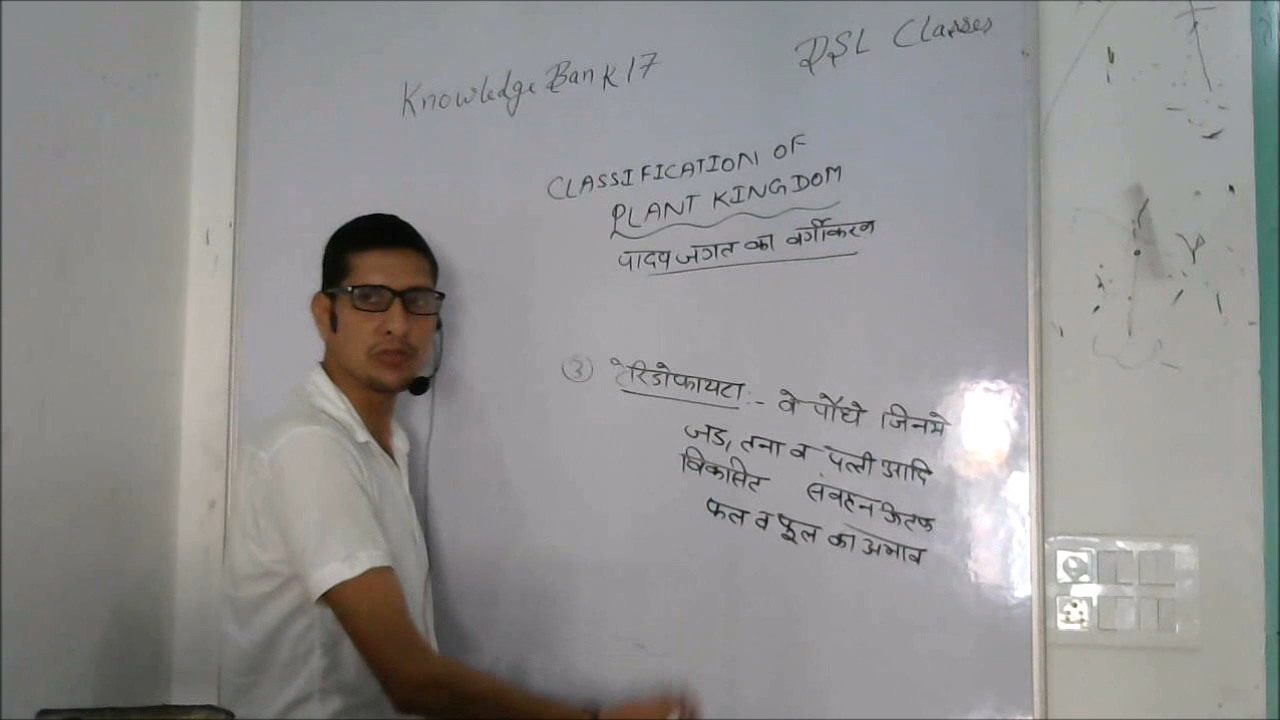 Knowledge Bank 17
DSL Classes
CLASSIFICATION OF
PLANT KINGDOM
पादप जगत का वर्गीकरण
③ टेरिडोफायटा :- वे पौधे जिनमे
जड, तना व पत्ती आदि
विकसित संवहन ऊतक
फल व फूल का अभाव